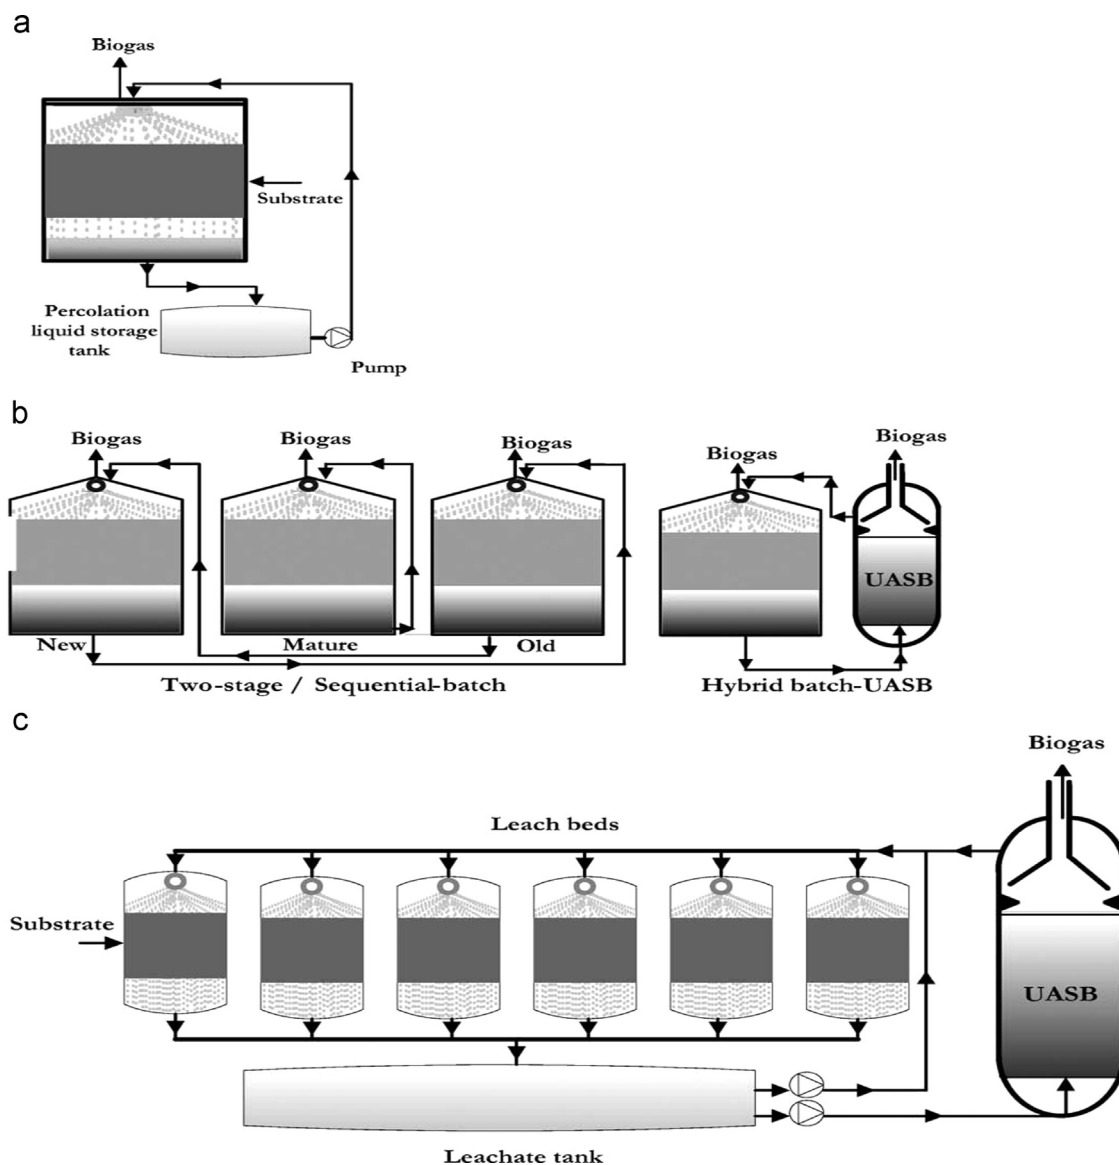 a
Biogas
Substrate
Percolation
liquid storage
tank
Pump
b
Biogas
Biogas
Biogas
Biogas
Biogas
UASB
New
Mature
Old
Two-stage / Sequential-batch
Hybrid batch-UASB
c
Biogas
Leach beds
Substrate
UASB
Leachate tank